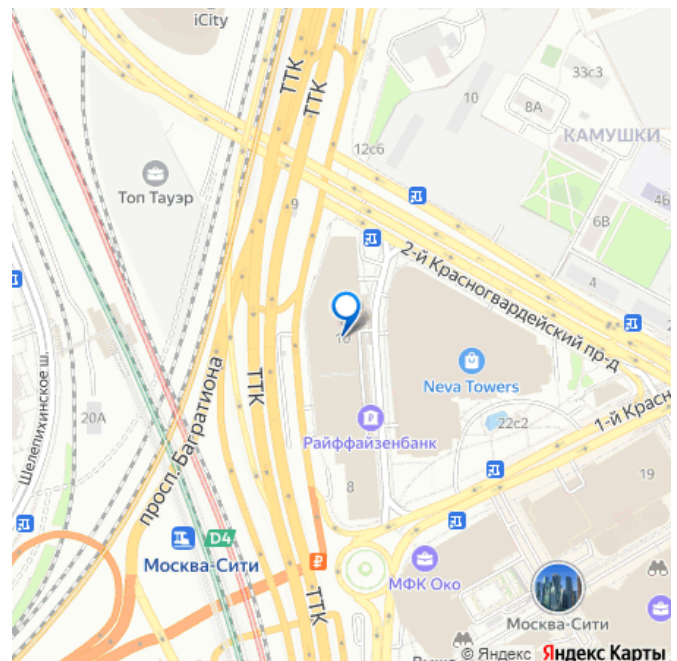 iCity
ТТК
ТТК
33с3
10
8А
КАМУШКИ
12с6
Топ Тауэр
9
6В
4Б
2-й Красногвардейский пр-д
4
2
10
Neva Towers
просп. Багратиона
ТТК
Шелепихинское ш.
20А
Райффайзенбанк
22с2
1-й Красн
8
19
D4
Москва-Сити
₽
МФК Око
ТТК
Москва-Сити
© Яндекс Яндекс Карты